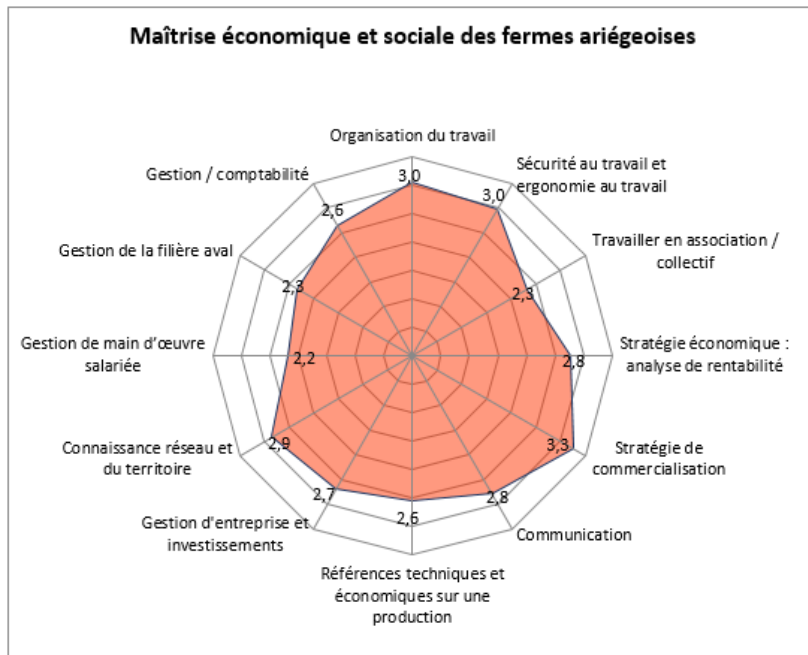 Maîtrise économique et sociale des fermes ariégeoises
Organisation du travail
3,0
Sécurité au travail et
ergonomie au travail
3,0
Travailler en association /
collectif
2,3
Stratégie économique :
analyse de rentabilité
2,8
Stratégie de
commercialisation
3,3
Communication
2,8
Références techniques et
économiques sur une
production
2,6
Gestion d'entreprise et
investissements
2,7
Connaissance réseau et
du territoire
2,9
Gestion de main d’œuvre
salariée
2,2
Gestion de la filière aval
2,3
Gestion / comptabilité
2,6